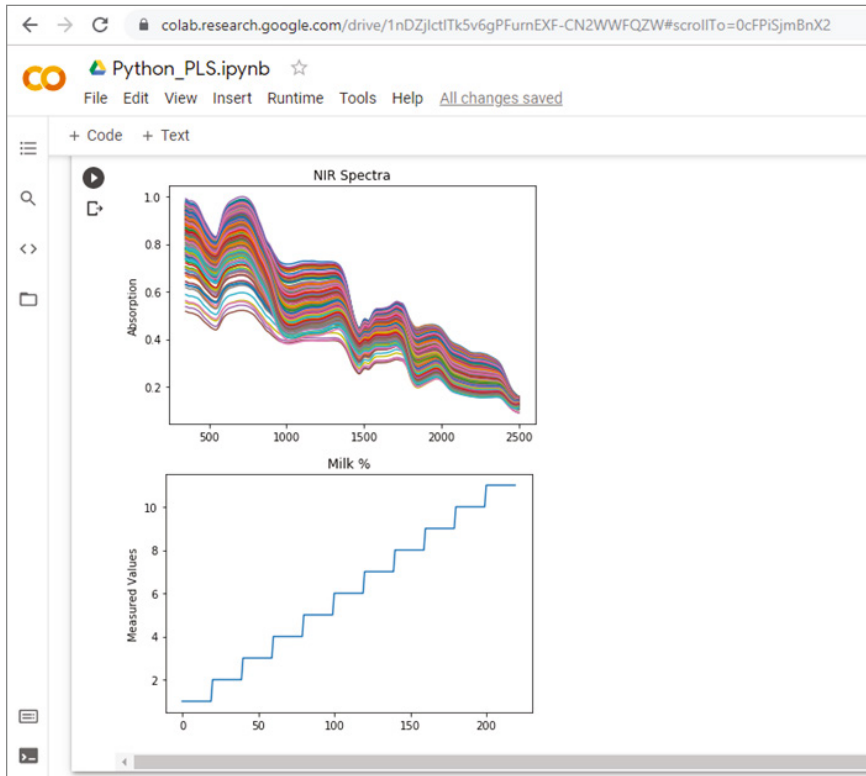 colab.research.google.com/drive/1nDZjIctlTk5v6gPFurnEXF-CN2WWFQZW#scrollTo=0cFPiSjmBnX2
Python_PLS.ipynb
File Edit View Insert Runtime Tools Help All changes saved
+ Code + Text
NIR Spectra
1.0
0.8
0.6
0.4
0.2
Absorption
500 1000 1500 2000 2500
Milk %
10
8
6
4
2
Measured Values
0 50 100 150 200